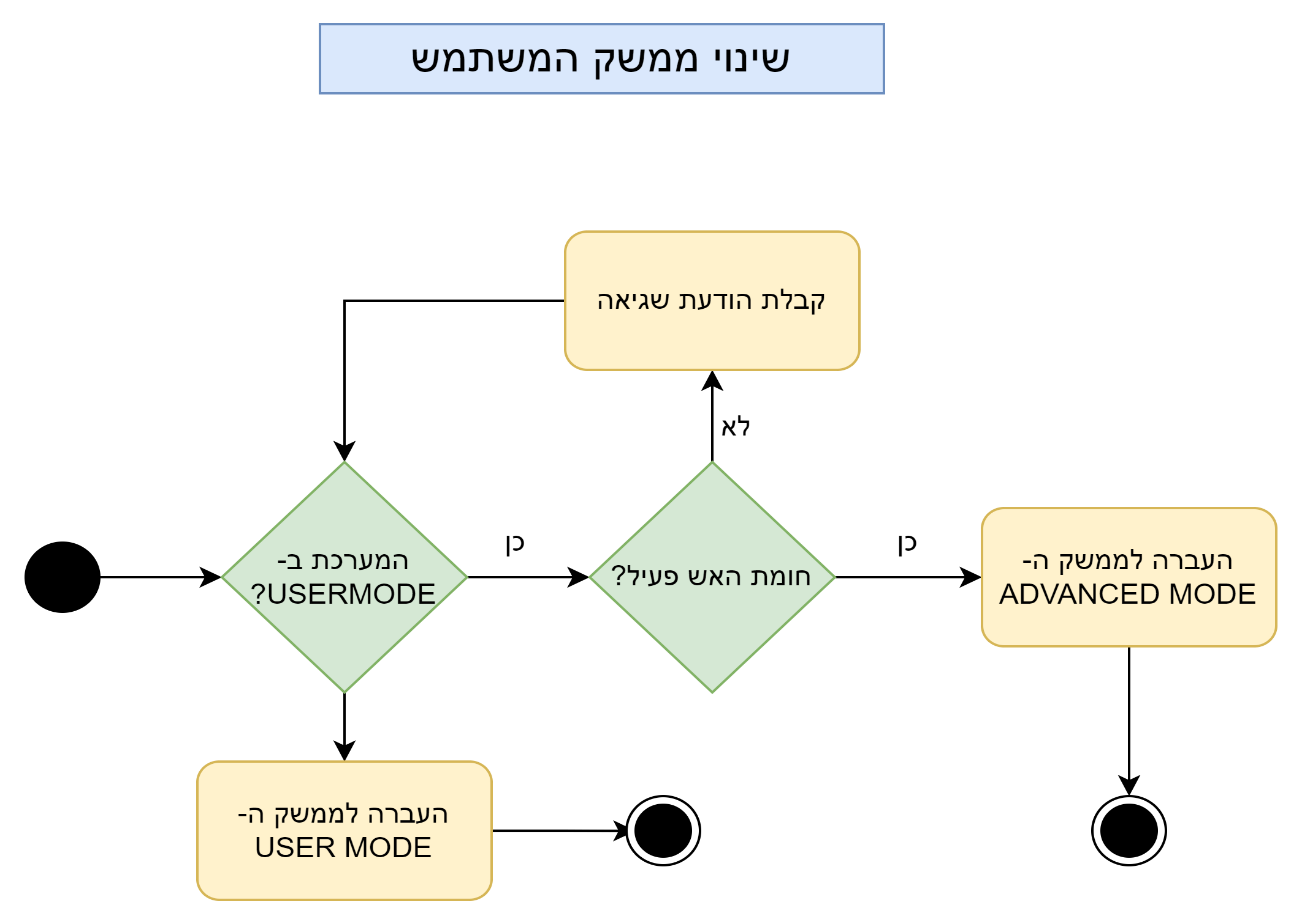 שינוי ממשק המשתמש
קבלת הודעת שגיאה
לא
המערכת ב-
USERMODE?
כן
חומת האש פעיל?
כן
העברה לממשק ה-
ADVANCED MODE
העברה לממשק ה-
USER MODE